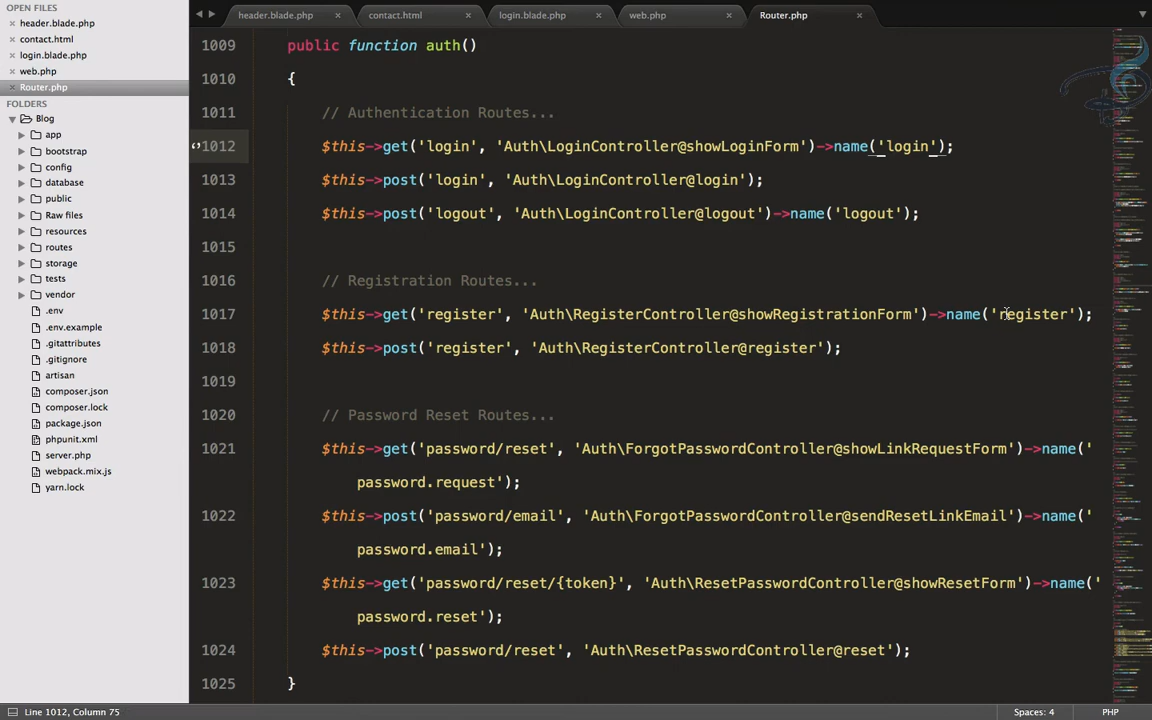 OPEN FILES
header.blade.php
contact.html
login.blade.php
web.php
Router.php
FOLDERS
Blog
app
bootstrap
config
database
public
Raw files
resources
routes
storage
tests
vendor
.env
.env.example
.gitattributes
.gitignore
artisan
composer.json
composer.lock
package.json
phpunit.xml
server.php
webpack.mix.js
yarn.lock
header.blade.php contact.html login.blade.php web.php Router.php
1009 public function auth()
1010 {
1011 // Authentication Routes...
1012 $this->get('login', 'Auth\LoginController@showLoginForm')->name('login');
1013 $this->post('login', 'Auth\LoginController@login');
1014 $this->post('logout', 'Auth\LoginController@logout')->name('logout');
1015
1016 // Registration Routes...
1017 $this->get('register', 'Auth\RegisterController@showRegistrationForm')->name('register');
1018 $this->post('register', 'Auth\RegisterController@register');
1019
1020 // Password Reset Routes...
1021 $this->get('password/reset', 'Auth\ForgotPasswordController@showLinkRequestForm')->name('
password.request');
1022 $this->post('password/email', 'Auth\ForgotPasswordController@sendResetLinkEmail')->name('
password.email');
1023 $this->get('password/reset/{token}', 'Auth\ResetPasswordController@showResetForm')->name('
password.reset');
1024 $this->post('password/reset', 'Auth\ResetPasswordController@reset');
1025 }
Line 1012, Column 75 Spaces: 4 PHP